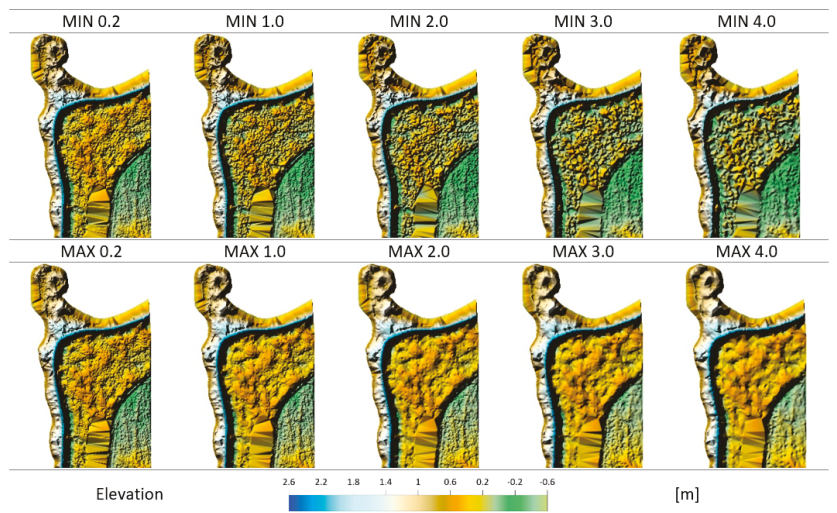 MIN 0.2 MIN 1.0 MIN 2.0 MIN 3.0 MIN 4.0
MAX 0.2 MAX 1.0 MAX 2.0 MAX 3.0 MAX 4.0
2.6 2.2 1.8 1.4 1 0.6 0.2 -0.2 -0.6
Elevation [m]